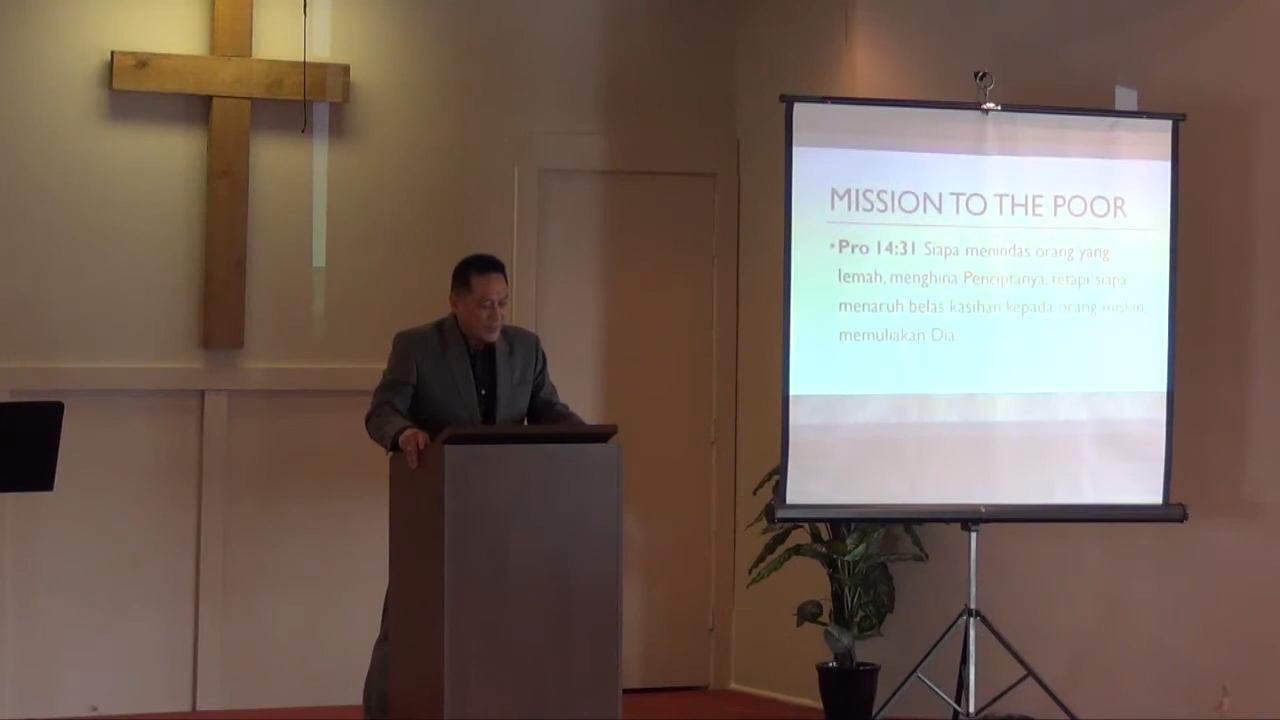 MISSION TO THE POOR
• Pro 14:31 Siapa menindas orang yang
lemah, menghina Penciptanya, tetapi siapa
menaruh belas kasihan kepada orang miskin,
memuliakan Dia.